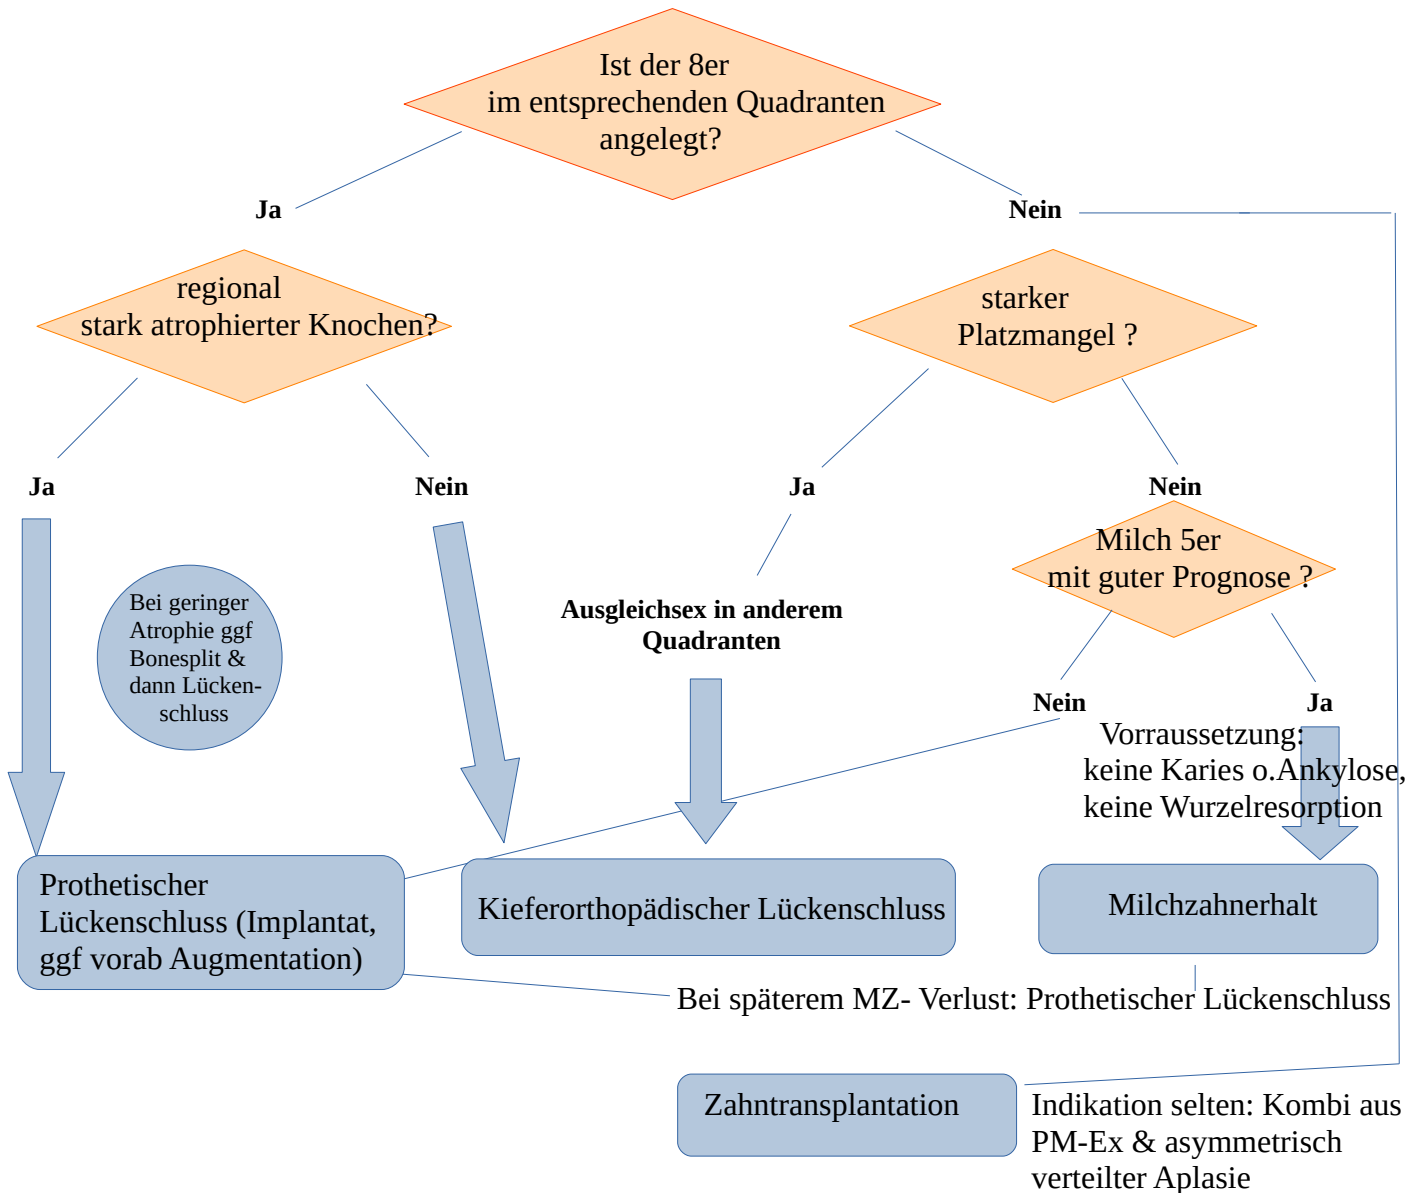 Ist der 8er
im entsprechenden Quadranten
angelegt?
Ja
Nein
regional
stark atrophierter Knochen?
starker
Platzmangel ?
Ja
Nein
Ja
Nein
Milch 5er
mit guter Prognose ?
Bei geringer
Atrophie ggf
Bonesplit &
dann Lücken-
schluss
Ausgleichsex in anderem
Quadranten
Nein
Ja
Vorraussetzung:
keine Karies o.Ankylose,
keine Wurzelresorption
Prothetischer
Lückenschluss (Implantat,
ggf vorab Augmentation)
Kieferorthopädischer Lückenschluss
Milchzahnerhalt
Bei späterem MZ- Verlust: Prothetischer Lückenschluss
Zahntransplantation
Indikation selten: Kombi aus
PM-Ex & asymmetrisch
verteilter Aplasie